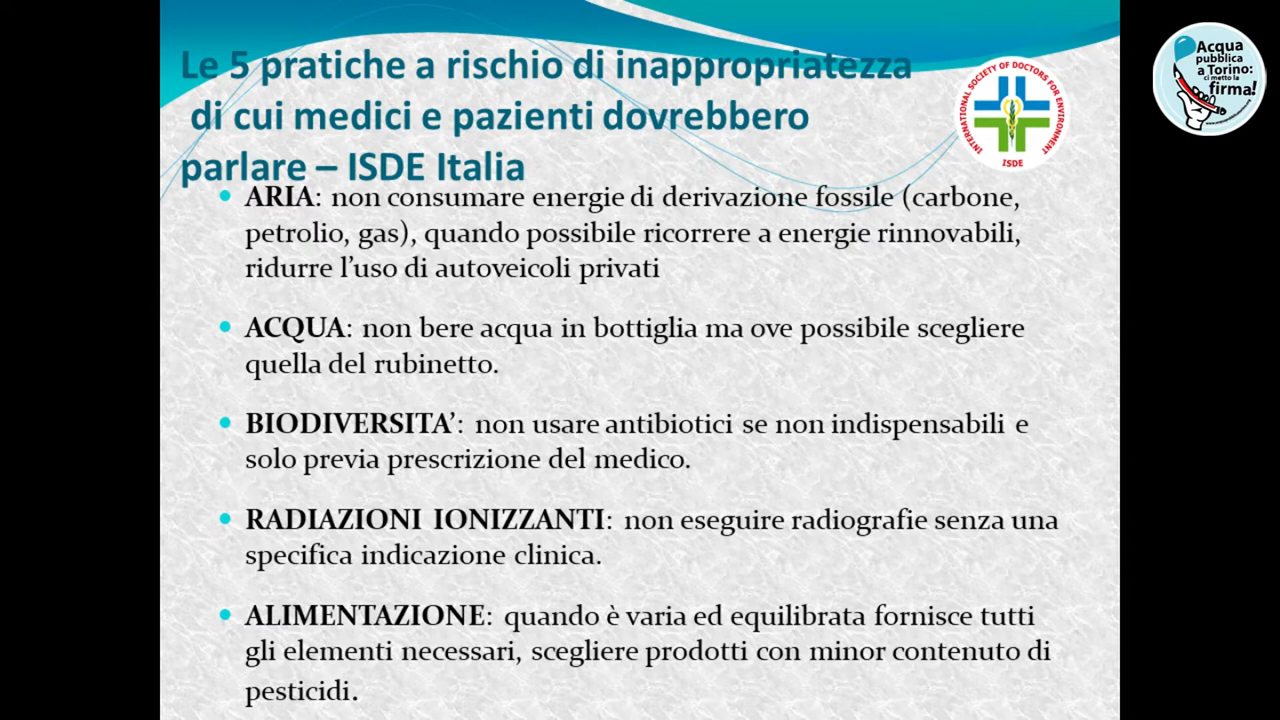 Le 5 pratiche a rischio di inappropriatezza
di cui medici e pazienti dovrebbero
parlare – ISDE Italia
INTERNATIONAL SOCIETY OF DOCTORS FOR ENVIRONMENT
ISDE
Acqua
pubblica
a Torino:
ci metto la
firma!
ARIA: non consumare energie di derivazione fossile (carbone,
petrolio, gas), quando possibile ricorrere a energie rinnovabili,
ridurre l’uso di autoveicoli privati
ACQUA: non bere acqua in bottiglia ma ove possibile scegliere
quella del rubinetto.
BIODIVERSITA’: non usare antibiotici se non indispensabili e
solo previa prescrizione del medico.
RADIAZIONI IONIZZANTI: non eseguire radiografie senza una
specifica indicazione clinica.
ALIMENTAZIONE: quando è varia ed equilibrata fornisce tutti
gli elementi necessari, scegliere prodotti con minor contenuto di
pesticidi.